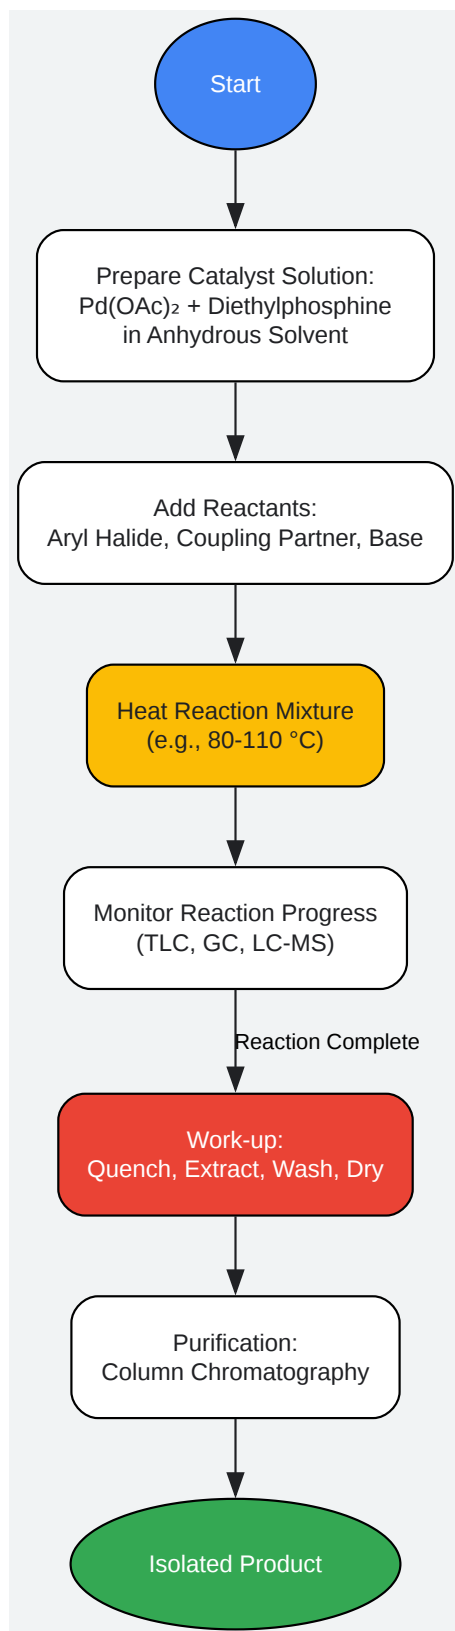 Start
Prepare Catalyst Solution:
Pd(OAc)₂ + Diethylphosphine
in Anhydrous Solvent
Add Reactants:
Aryl Halide, Coupling Partner, Base
Heat Reaction Mixture
(e.g., 80-110 °C)
Monitor Reaction Progress
(TLC, GC, LC-MS)
Reaction Complete
Work-up:
Quench, Extract, Wash, Dry
Purification:
Column Chromatography
Isolated Product